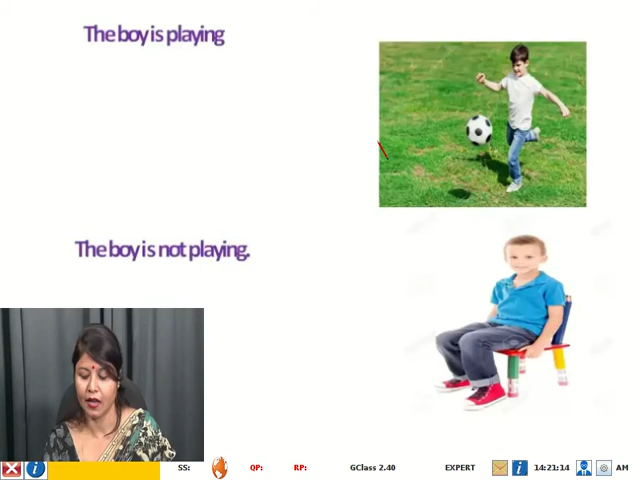 The boy is playing
The boy is not playing.
SS: QP: RP: GClass 2.40 EXPERT 14:21:14 AM